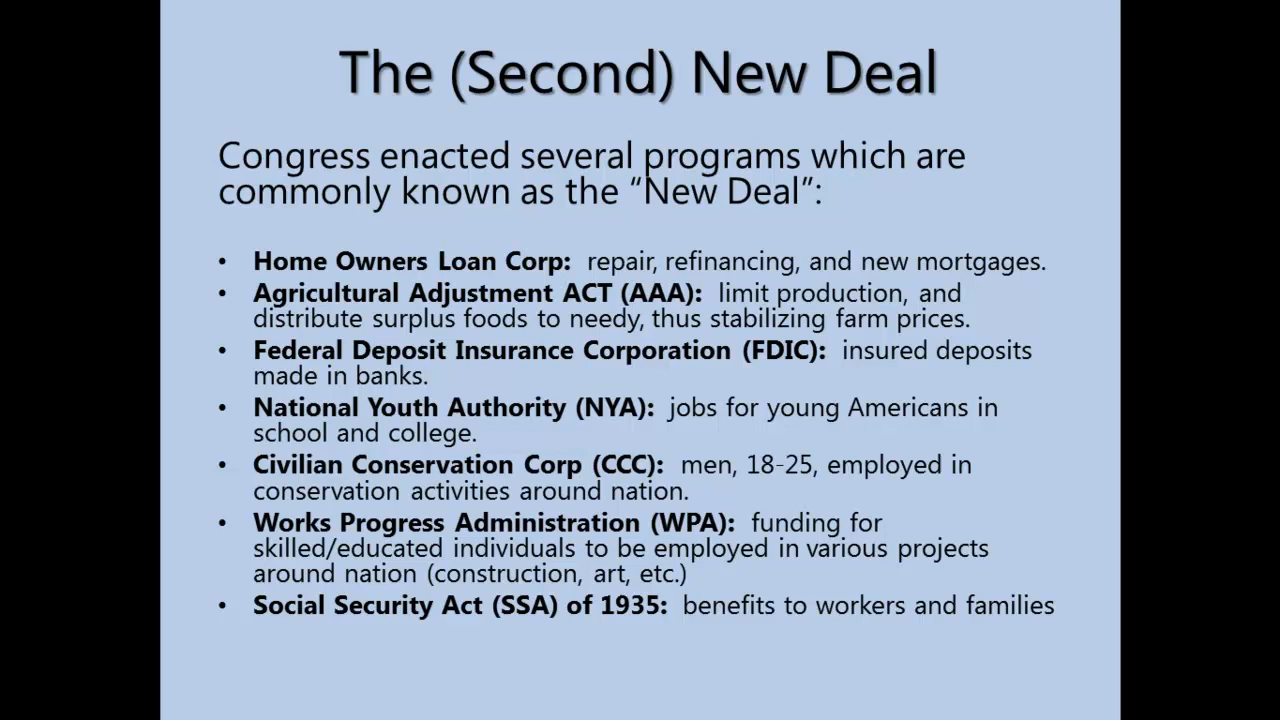 The (Second) New Deal
Congress enacted several programs which are
commonly known as the “New Deal”:
• Home Owners Loan Corp: repair, refinancing, and new mortgages.
• Agricultural Adjustment ACT (AAA): limit production, and
distribute surplus foods to needy, thus stabilizing farm prices.
• Federal Deposit Insurance Corporation (FDIC): insured deposits
made in banks.
• National Youth Authority (NYA): jobs for young Americans in
school and college.
• Civilian Conservation Corp (CCC): men, 18-25, employed in
conservation activities around nation.
• Works Progress Administration (WPA): funding for
skilled/educated individuals to be employed in various projects
around nation (construction, art, etc.)
• Social Security Act (SSA) of 1935: benefits to workers and families